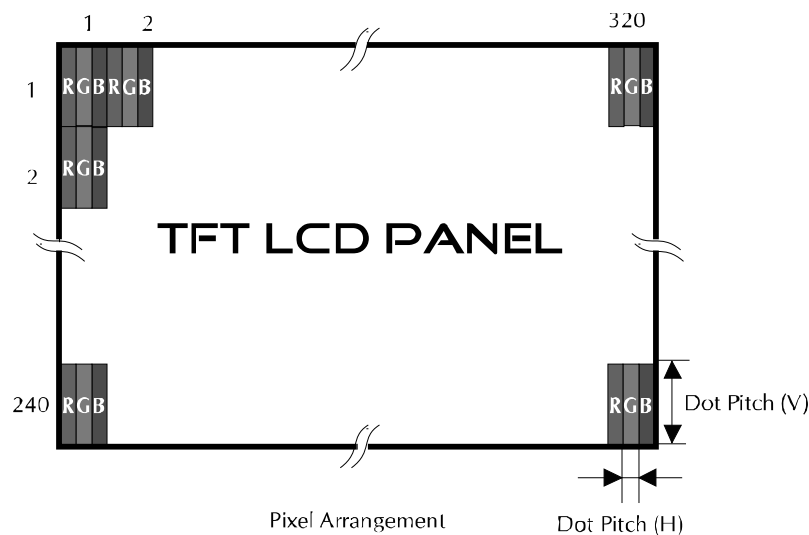 1 2 320
1 RGB RGB RGB
2 RGB
TFT LCD PANEL
240 RGB RGB
Dot Pitch (V)
Pixel Arrangement
Dot Pitch (H)